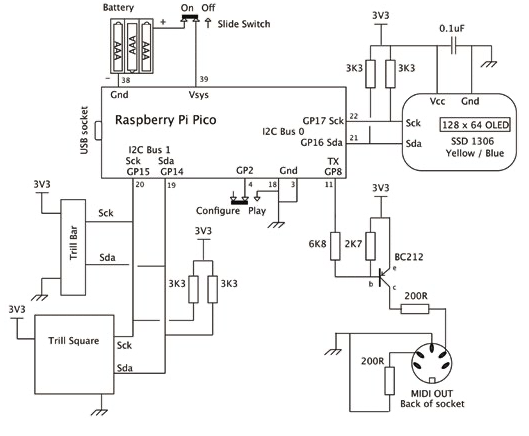 Battery
On Off
Slide Switch
+
AAA
AAA
AAA
-
38
39
Gnd
Vsys
USB socket
Raspberry Pi Pico
GP17 Sck
22
I2C Bus 0
GP16 Sda
21
I2C Bus 1
Sck
Sda
GP15
GP14
20
19
GP2
4
Gnd
18
3
TX
GP8
11
Configure Play
3V3
3K3
3K3
0.1uF
Vcc
Gnd
Sck
128 x 64 OLED
SSD 1306
Sda
Yellow / Blue
3V3
Sck
Trill Bar
Sda
3V3
3K3
3K3
3V3
Trill Square
Sck
Sda
3V3
6K8
2K7
BC212
e
b
c
200R
200R
MIDI OUT
Back of socket